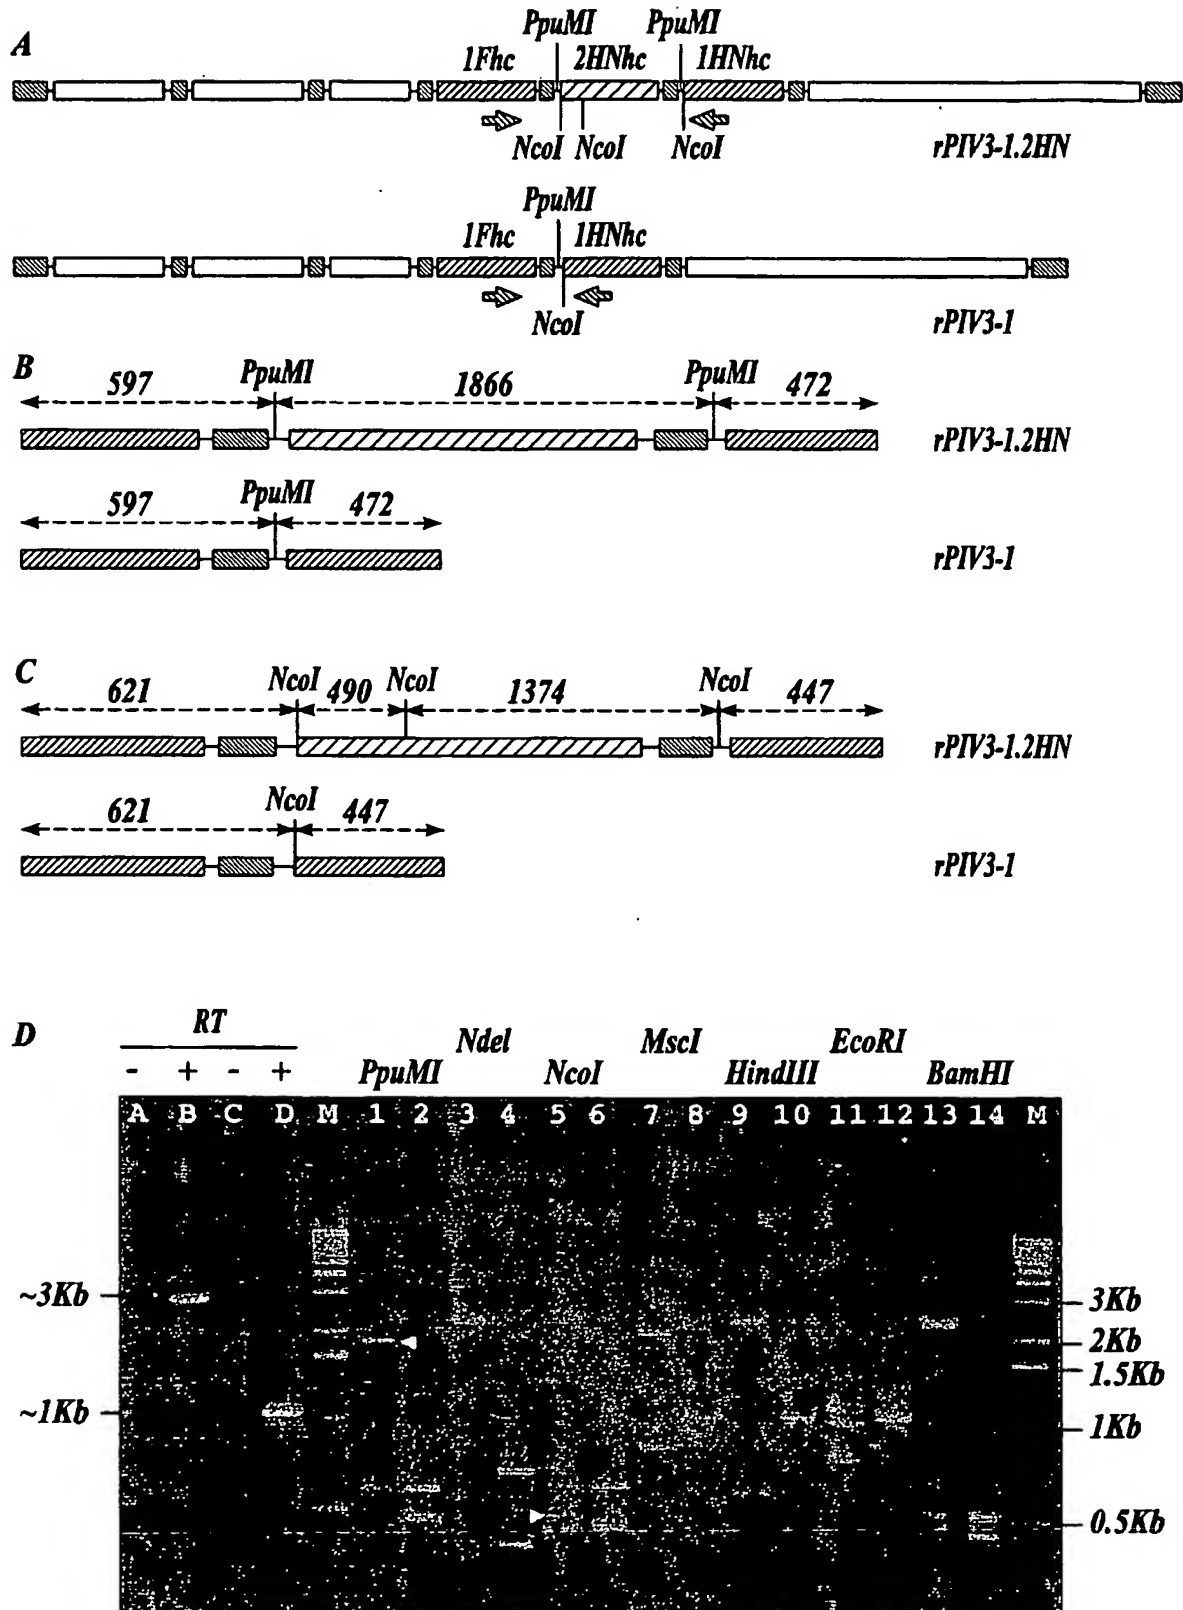 A
PpuMI PpuMI
1Fhc 2HNhc 1HNhc
NcoI NcoI NcoI
rPIV3-1.2HN
PpuMI
1Fhc 1HNhc
NcoI
rPIV3-1
B
597 PpuMI 1866 PpuMI 472
rPIV3-1.2HN
597 PpuMI 472
rPIV3-1
C
621 NcoI 490 NcoI 1374 NcoI 447
rPIV3-1.2HN
621 NcoI 447
rPIV3-1
D
RT
NdeI MscI EcoRI
- + - + PpuMI NcoI HindIII BamHI
A B C D M 1 2 3 4 5 6 7 8 9 10 11 12 13 14 M
~3Kb
~1Kb
3Kb
2Kb
1.5Kb
1Kb
0.5Kb